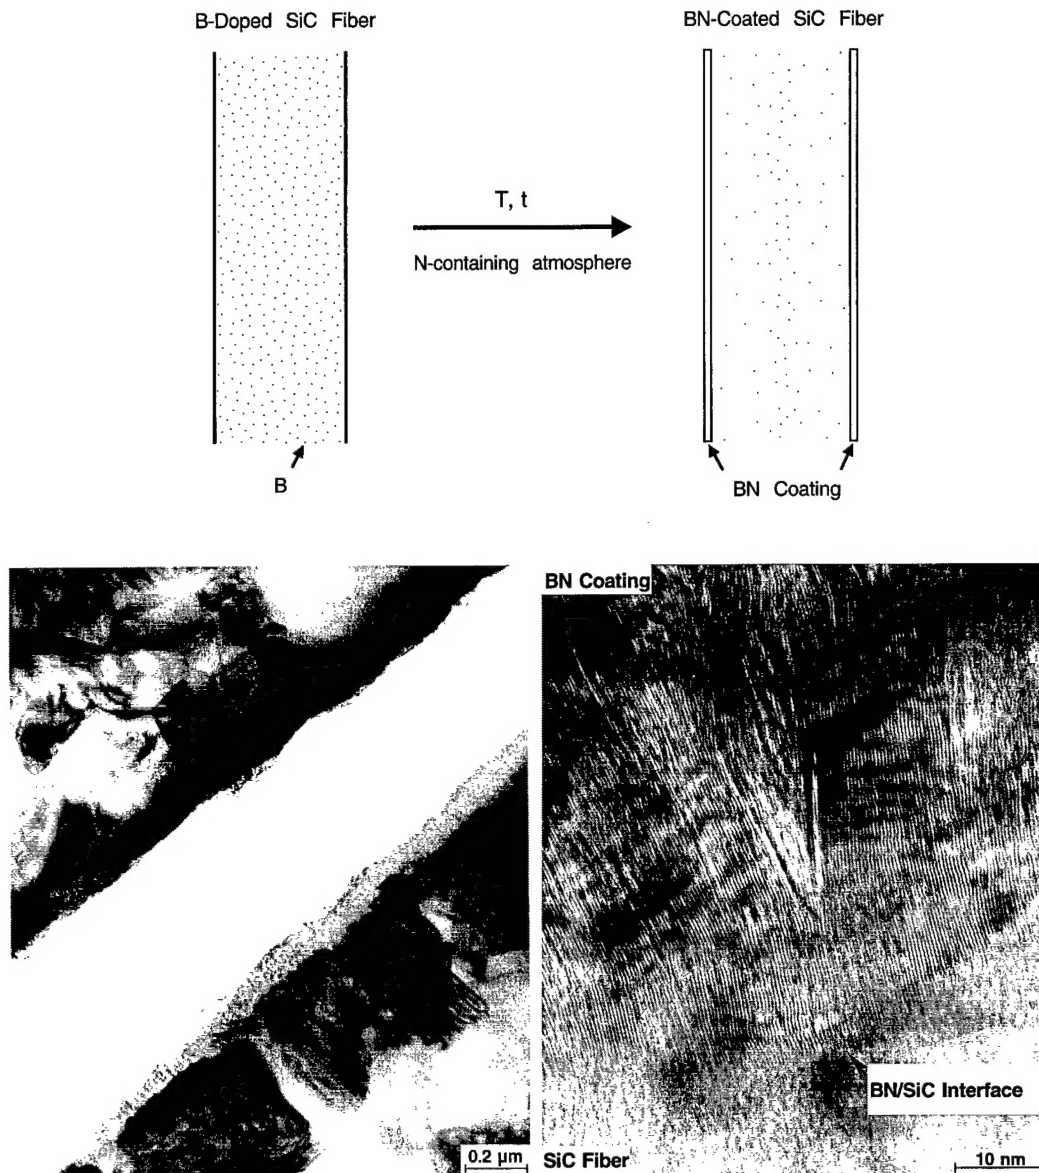 B-Doped SiC Fiber
BN-Coated SiC Fiber
T, t
N-containing atmosphere
B
BN Coating
BN Coating
BN/SiC Interface
0.2 µm
SiC Fiber
10 nm